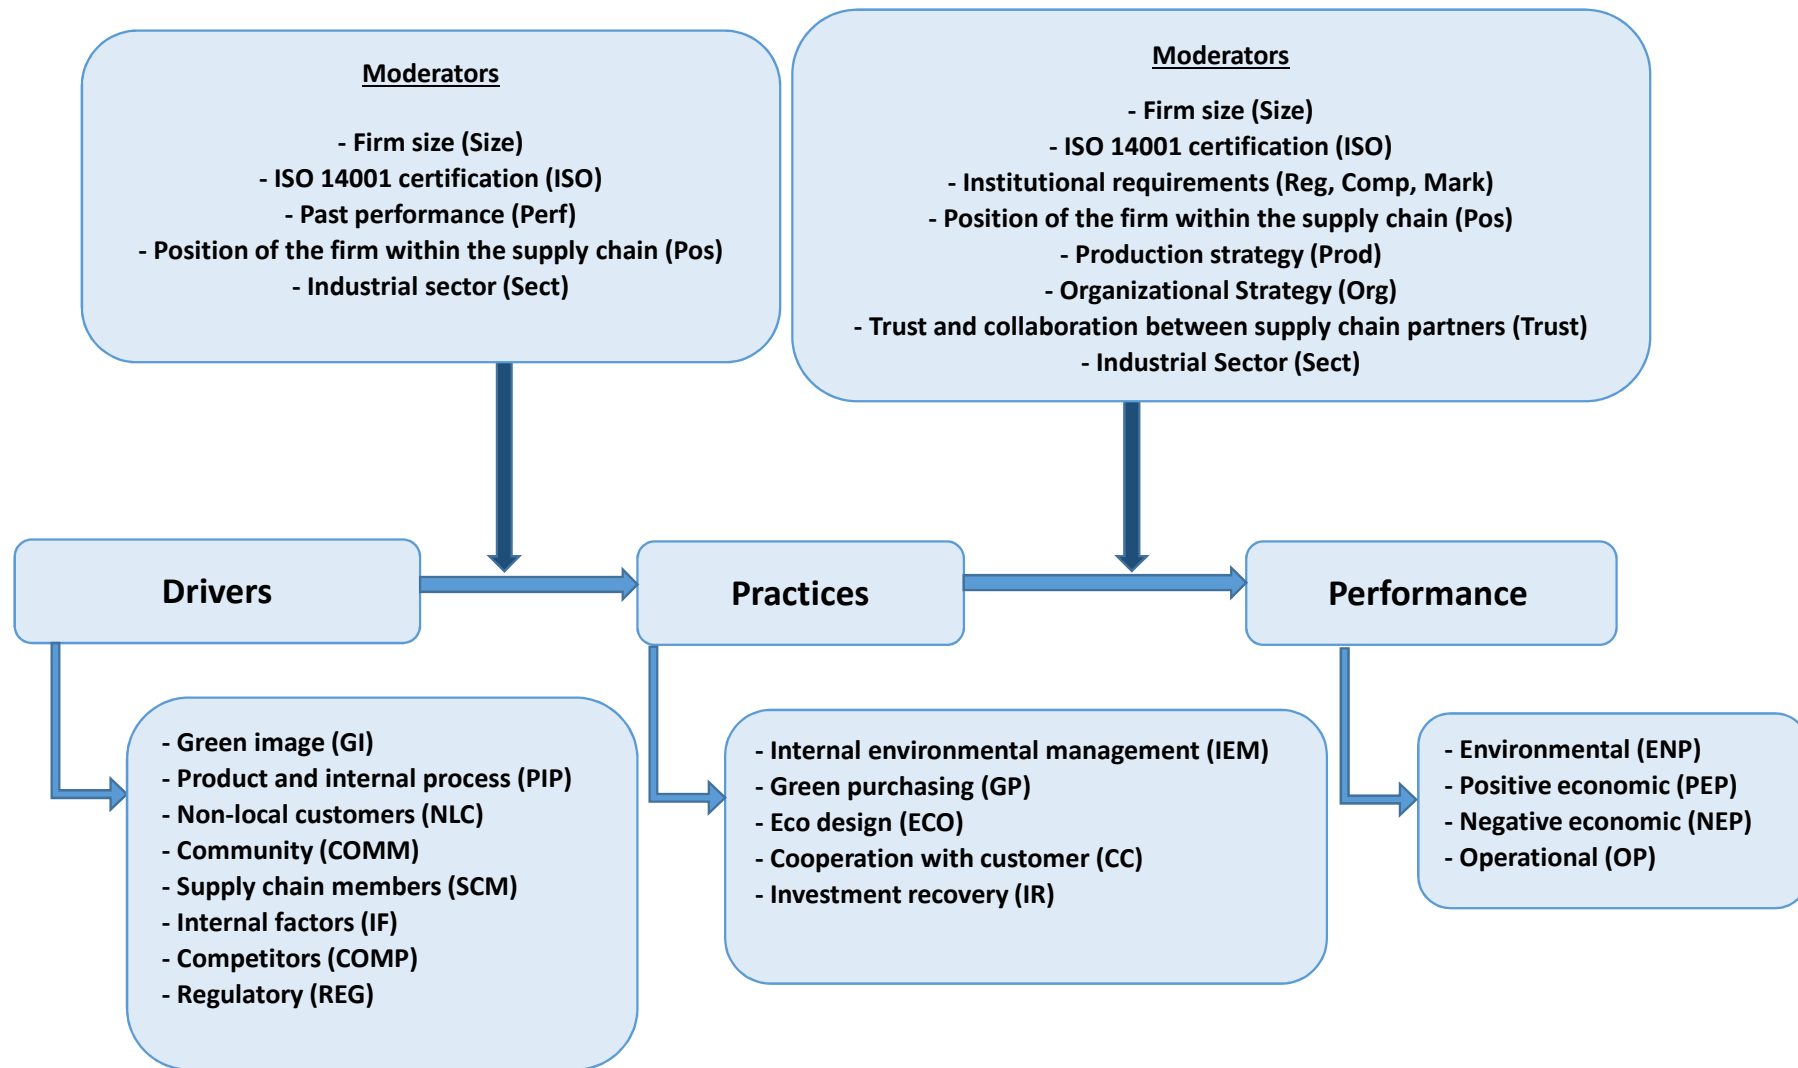 Moderators
- Firm size (Size)
- ISO 14001 certification (ISO)
- Past performance (Perf)
- Position of the firm within the supply chain (Pos)
- Industrial sector (Sect)
Moderators
- Firm size (Size)
- ISO 14001 certification (ISO)
- Institutional requirements (Reg, Comp, Mark)
- Position of the firm within the supply chain (Pos)
- Production strategy (Prod)
- Organizational Strategy (Org)
- Trust and collaboration between supply chain partners (Trust)
- Industrial Sector (Sect)
Drivers
Practices
Performance
- Green image (GI)
- Product and internal process (PIP)
- Non-local customers (NLC)
- Community (COMM)
- Supply chain members (SCM)
- Internal factors (IF)
- Competitors (COMP)
- Regulatory (REG)
- Internal environmental management (IEM)
- Green purchasing (GP)
- Eco design (ECO)
- Cooperation with customer (CC)
- Investment recovery (IR)
- Environmental (ENP)
- Positive economic (PEP)
- Negative economic (NEP)
- Operational (OP)